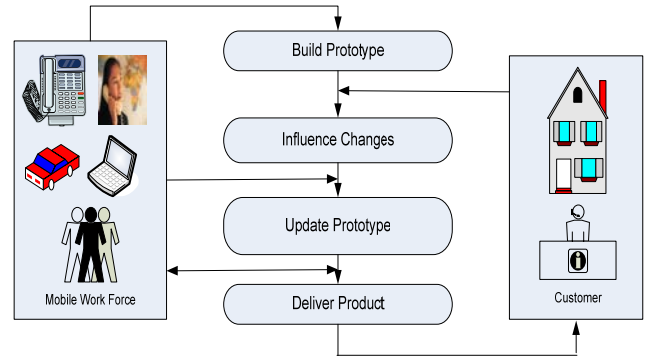 Build Prototype
Influence Changes
Update Prototype
Deliver Product
Mobile Work Force
Customer
i